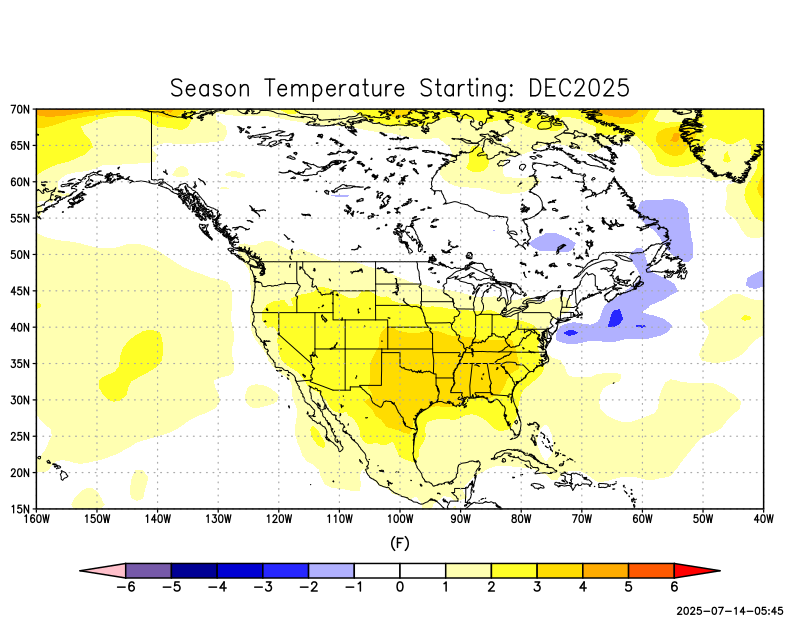 Season Temperature Starting: DEC2025
70N
65N
60N
55N
50N
45N
40N
35N
30N
25N
20N
15N
160W 150W 140W 130W 120W 110W 100W 90W 80W 70W 60W 50W 40W
(F)
−6 −5 −4 −3 −2 −1 0 1 2 3 4 5 6
2025-07-14-05:45